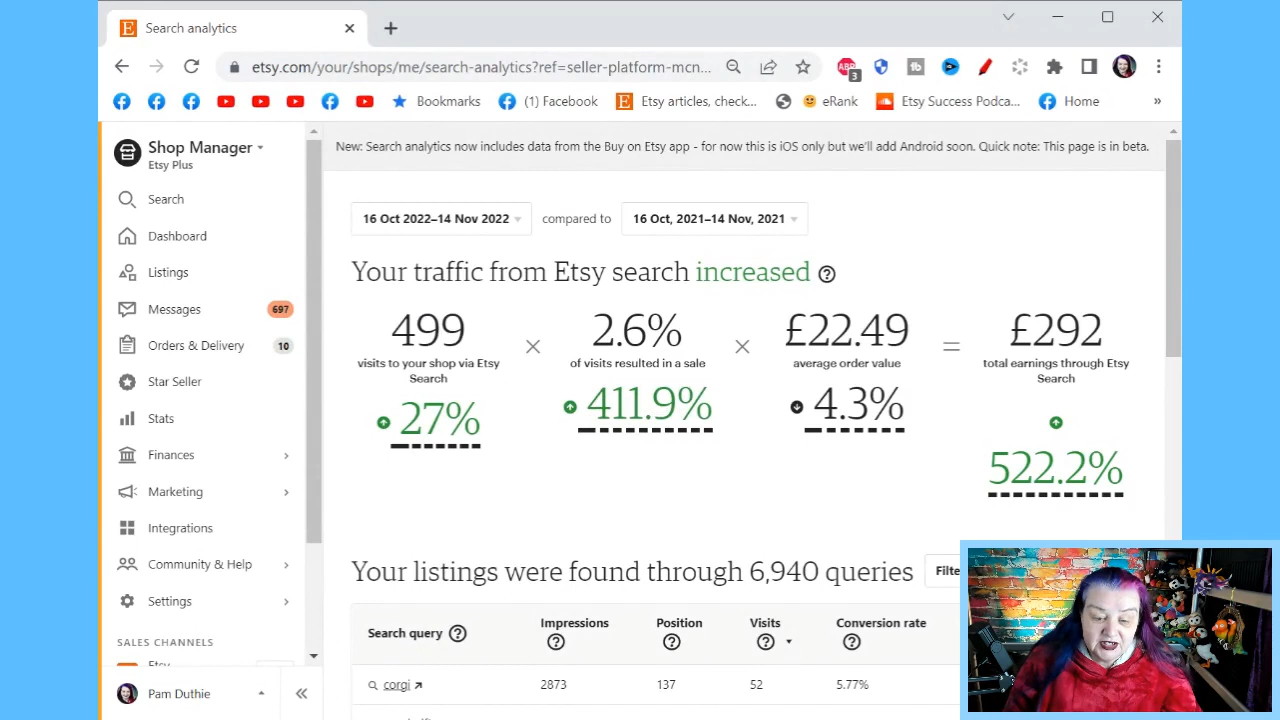 Search analytics
etsy.com/your/shops/me/search-analytics?ref=seller-platform-mcn...
ABP
3
tb
Bookmarks
(1) Facebook
Etsy articles, check...
eRank
Etsy Success Podca...
Home
»
Shop Manager
Etsy Plus
Search
Dashboard
Listings
Messages
697
Orders & Delivery
10
Star Seller
Stats
Finances
Marketing
Integrations
Community & Help
Settings
SALES CHANNELS
Etsy
Pam Duthie
New: Search analytics now includes data from the Buy on Etsy app - for now this is iOS only but we'll add Android soon. Quick note: This page is in beta.
16 Oct 2022–14 Nov 2022
compared to
16 Oct, 2021–14 Nov, 2021
Your traffic from Etsy search increased ?
499 × 2.6% × £22.49 = £292
visits to your shop via Etsy Search
of visits resulted in a sale
average order value
total earnings through Etsy Search
27%
411.9%
4.3%
522.2%
Your listings were found through 6,940 queries
Filte
Search query ? Impressions ? Position ? Visits ? Conversion rate ?
corgi 2873 137 52 5.77%